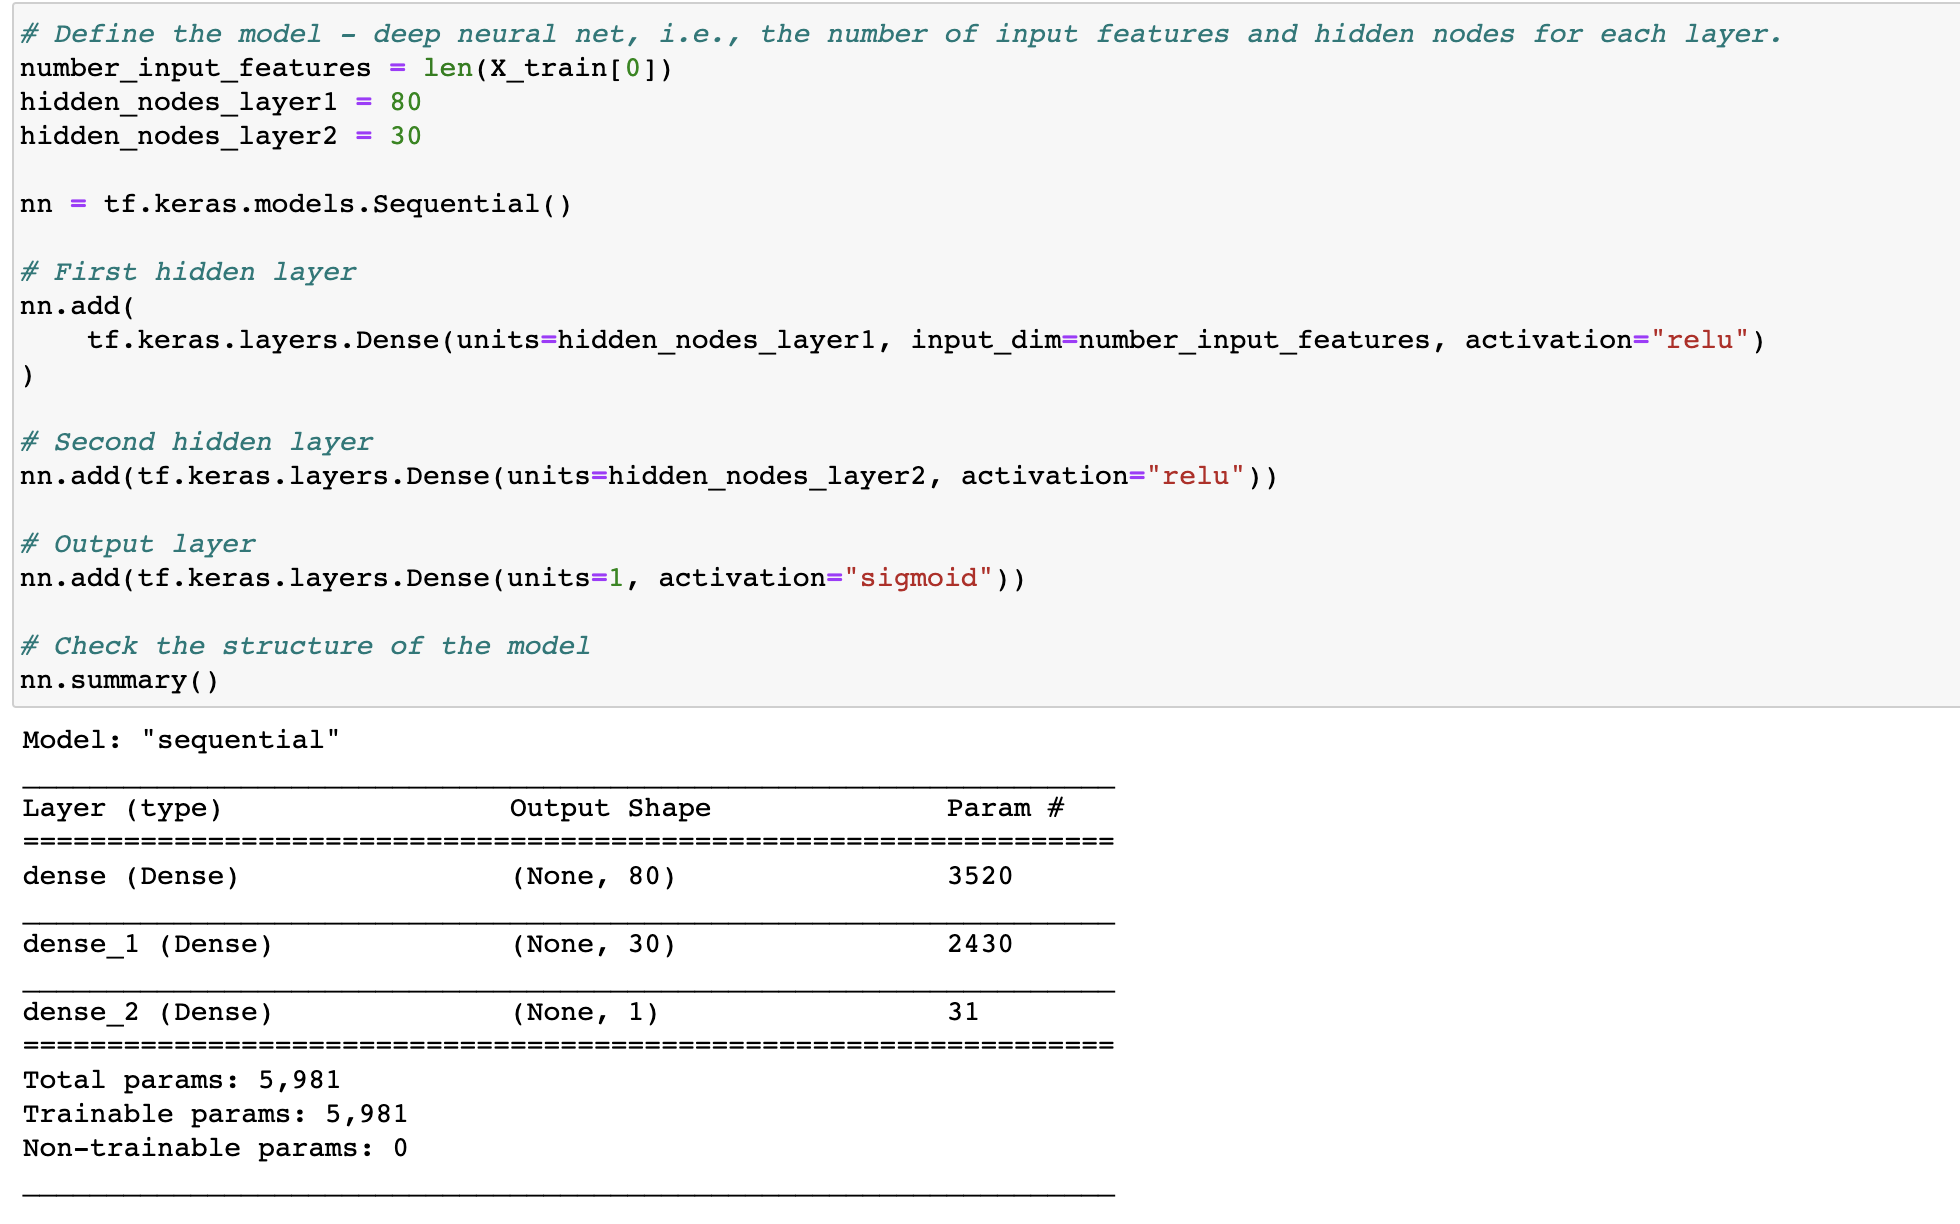 # Define the model - deep neural net, i.e., the number of input features and hidden nodes for each layer.
number_input_features = len(X_train[0])
hidden_nodes_layer1 = 80
hidden_nodes_layer2 = 30
nn = tf.keras.models.Sequential()
# First hidden layer
nn.add(
    tf.keras.layers.Dense(units=hidden_nodes_layer1, input_dim=number_input_features, activation="relu")
)
# Second hidden layer
nn.add(tf.keras.layers.Dense(units=hidden_nodes_layer2, activation="relu"))
# Output layer
nn.add(tf.keras.layers.Dense(units=1, activation="sigmoid"))
# Check the structure of the model
nn.summary()
Model: "sequential"
_________________________________________________________________
Layer (type)                 Output Shape              Param #
=================================================================
dense (Dense)                (None, 80)                3520
_________________________________________________________________
dense_1 (Dense)              (None, 30)                2430
_________________________________________________________________
dense_2 (Dense)              (None, 1)                 31
=================================================================
Total params: 5,981
Trainable params: 5,981
Non-trainable params: 0
_________________________________________________________________